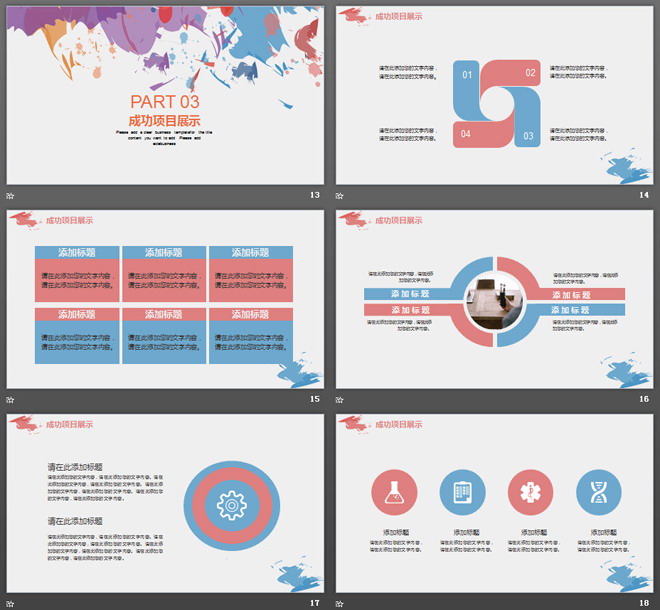 PART 03
成功项目展示
Please add a clear business templatefor the title
content you want to add Please add
aclabusiness
13
成功项目展示
请在此添加您的文字内容，
请在此添加您的文字内容。
01
02
请在此添加您的文字内容，
请在此添加您的文字内容。
请在此添加您的文字内容，
请在此添加您的文字内容。
04
03
请在此添加您的文字内容，
请在此添加您的文字内容。
14
成功项目展示
添加标题
添加标题
添加标题
请在此添加您的文字内容，
请在此添加您的文字内容。
请在此添加您的文字内容，
请在此添加您的文字内容。
请在此添加您的文字内容，
请在此添加您的文字内容。
添加标题
添加标题
添加标题
请在此添加您的文字内容，
请在此添加您的文字内容。
请在此添加您的文字内容，
请在此添加您的文字内容。
请在此添加您的文字内容，
请在此添加您的文字内容。
15
成功项目展示
请在此添加您的文字内容，请在此添
加您的文字内容。
请在此添加您的文字内容，请在此添
加您的文字内容。
添加标题
添加标题
添加标题
添加标题
请在此添加您的文字内容，请在此添
加您的文字内容。
请在此添加您的文字内容，请在此添
加您的文字内容。
16
成功项目展示
请在此添加标题
请在此添加您的文字内容，请在此添加您的文字内容。请在此
添加您的文字内容，请在此添加您的文字内容。请在此添加您
的文字内容，请在此添加您的文字内容。请在此添加您的文字
内容，请在此添加您的文字内容。
请在此添加标题
请在此添加您的文字内容，请在此添加您的文字内容。请在此
添加您的文字内容，请在此添加您的文字内容。请在此添加您
的文字内容，请在此添加您的文字内容。请在此添加您的文字
内容，请在此添加您的文字内容。
17
成功项目展示
添加标题
添加标题
添加标题
添加标题
请在此添加您的文字内容，
请在此添加您的文字内容。
请在此添加您的文字内容，
请在此添加您的文字内容。
请在此添加您的文字内容，
请在此添加您的文字内容。
请在此添加您的文字内容，
请在此添加您的文字内容。
18